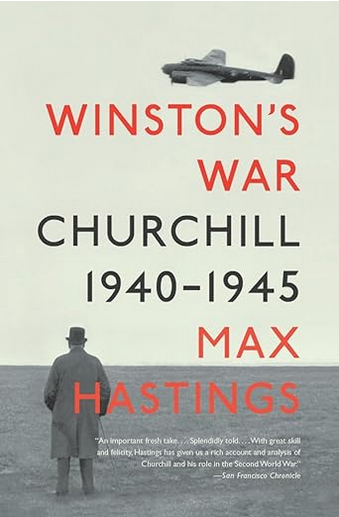 WINSTON'S
WAR
CHURCHILL
1940–1945
MAX
HASTINGS
"An important fresh take. . . . Splendidly told. . . . With great skill
and felicity, Hastings has given us a rich account and analysis of
Churchill and his role in the Second World War."
—San Francisco Chronicle